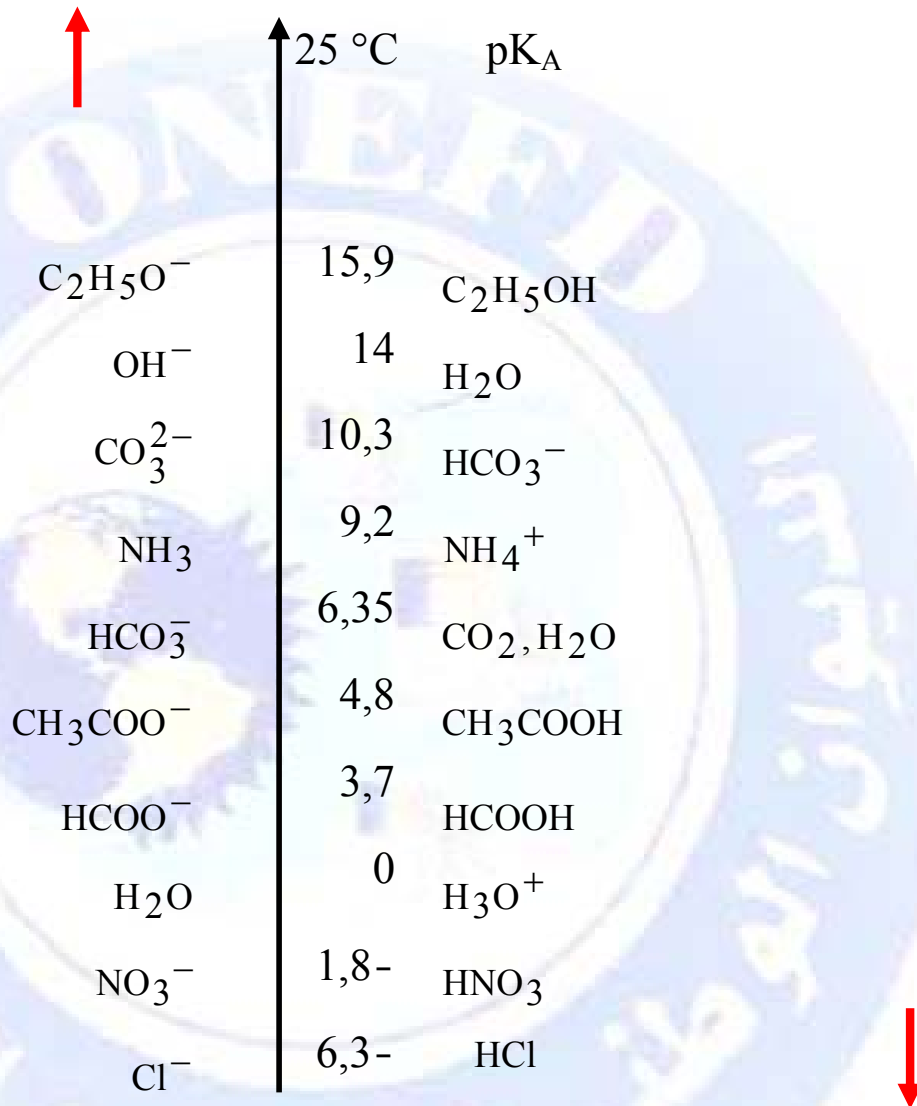 25 °C pK_A
C₂H₅O⁻ 15,9 C₂H₅OH
OH⁻ 14 H₂O
CO₃²⁻ 10,3 HCO₃⁻
NH₃ 9,2 NH₄⁺
HCO₃⁻ 6,35 CO₂,H₂O
CH₃COO⁻ 4,8 CH₃COOH
HCOO⁻ 3,7 HCOOH
H₂O 0 H₃O⁺
NO₃⁻ 1,8- HNO₃
Cl⁻ 6,3- HCl
ONEFD